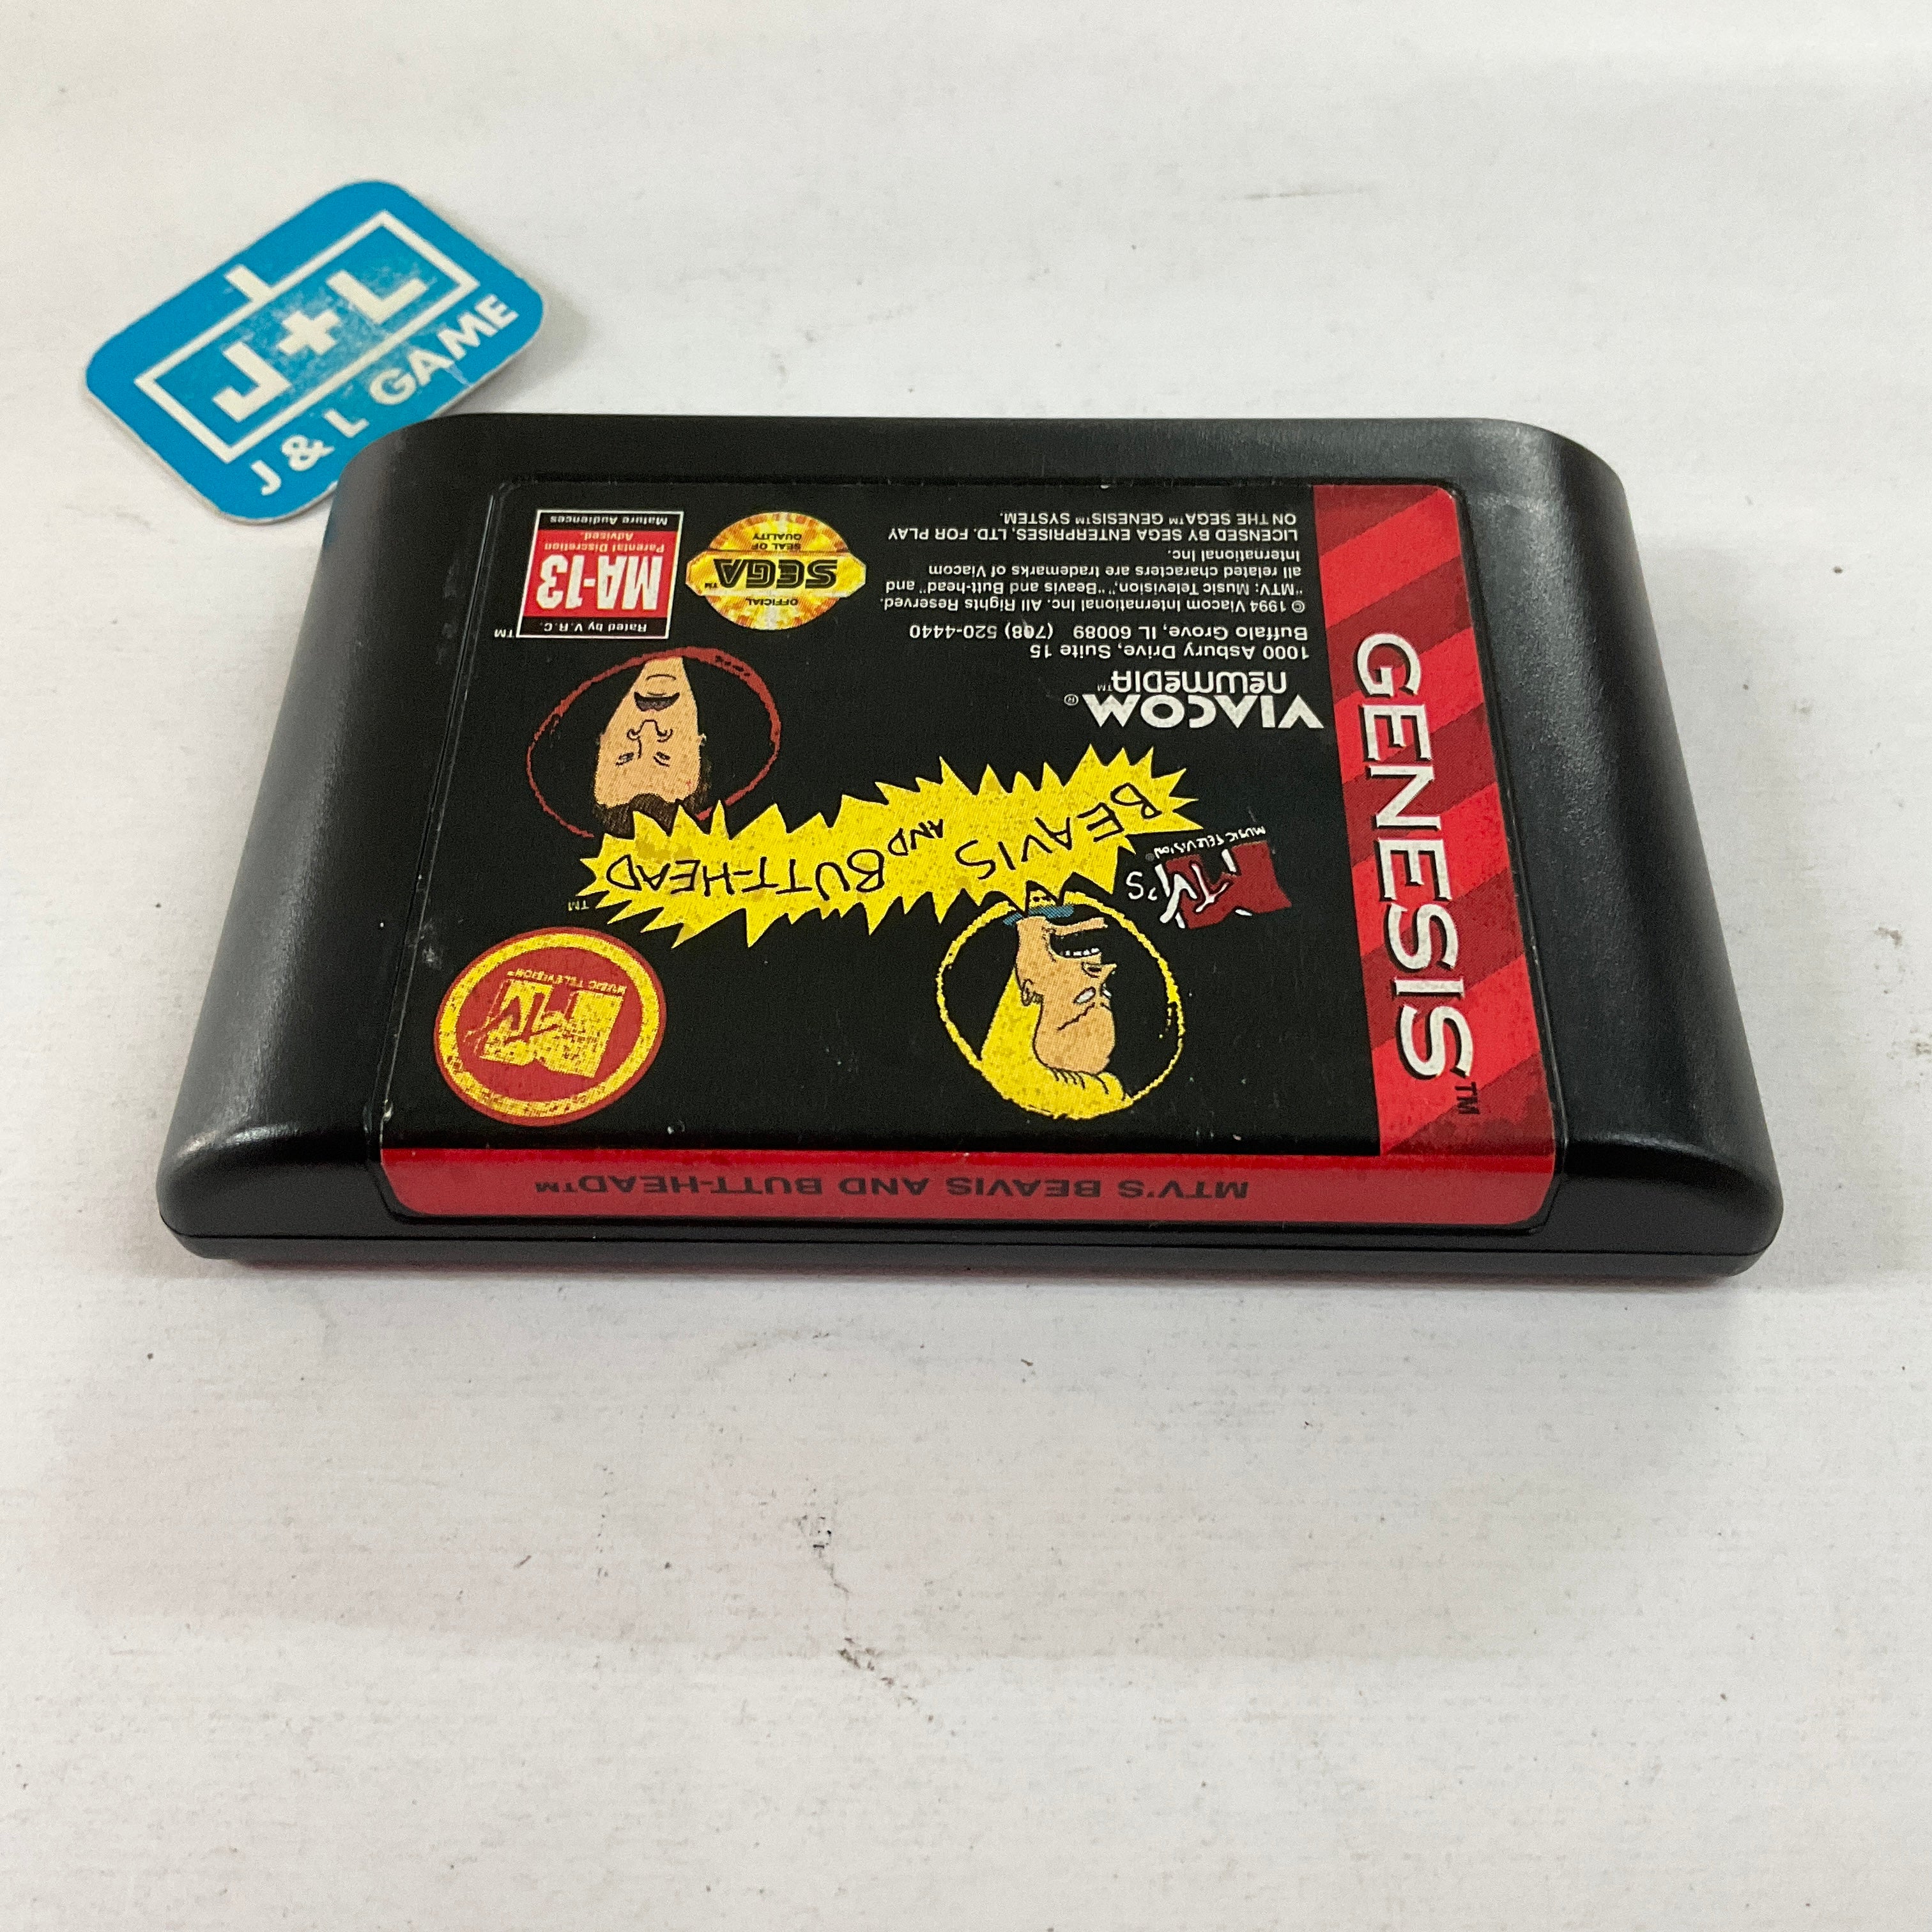 J+L
J & L GAME
GENESIS™
MTV'S BEAVIS AND BUTT-HEAD™
MUSIC TELEVISION™
MTV'S
MUSIC TELEVISION®
BEAVIS AND BUTT-HEAD™
VIACOM®
newmedia™
1000 Asbury Drive, Suite 15
Buffalo Grove, IL 60089 (708) 520-4440
© 1994 Viacom International Inc. All Rights Reserved.
"MTV: Music Television," "Beavis and Butt-head" and
all related characters are trademarks of Viacom
International Inc.
LICENSED BY SEGA ENTERPRISES, LTD. FOR PLAY
ON THE SEGA™ GENESIS™ SYSTEM.
OFFICIAL
SEGA™
SEAL OF
QUALITY
Rated by V.R.C.™
MA-13
Parental Discretion
Advised.
Mature Audiences